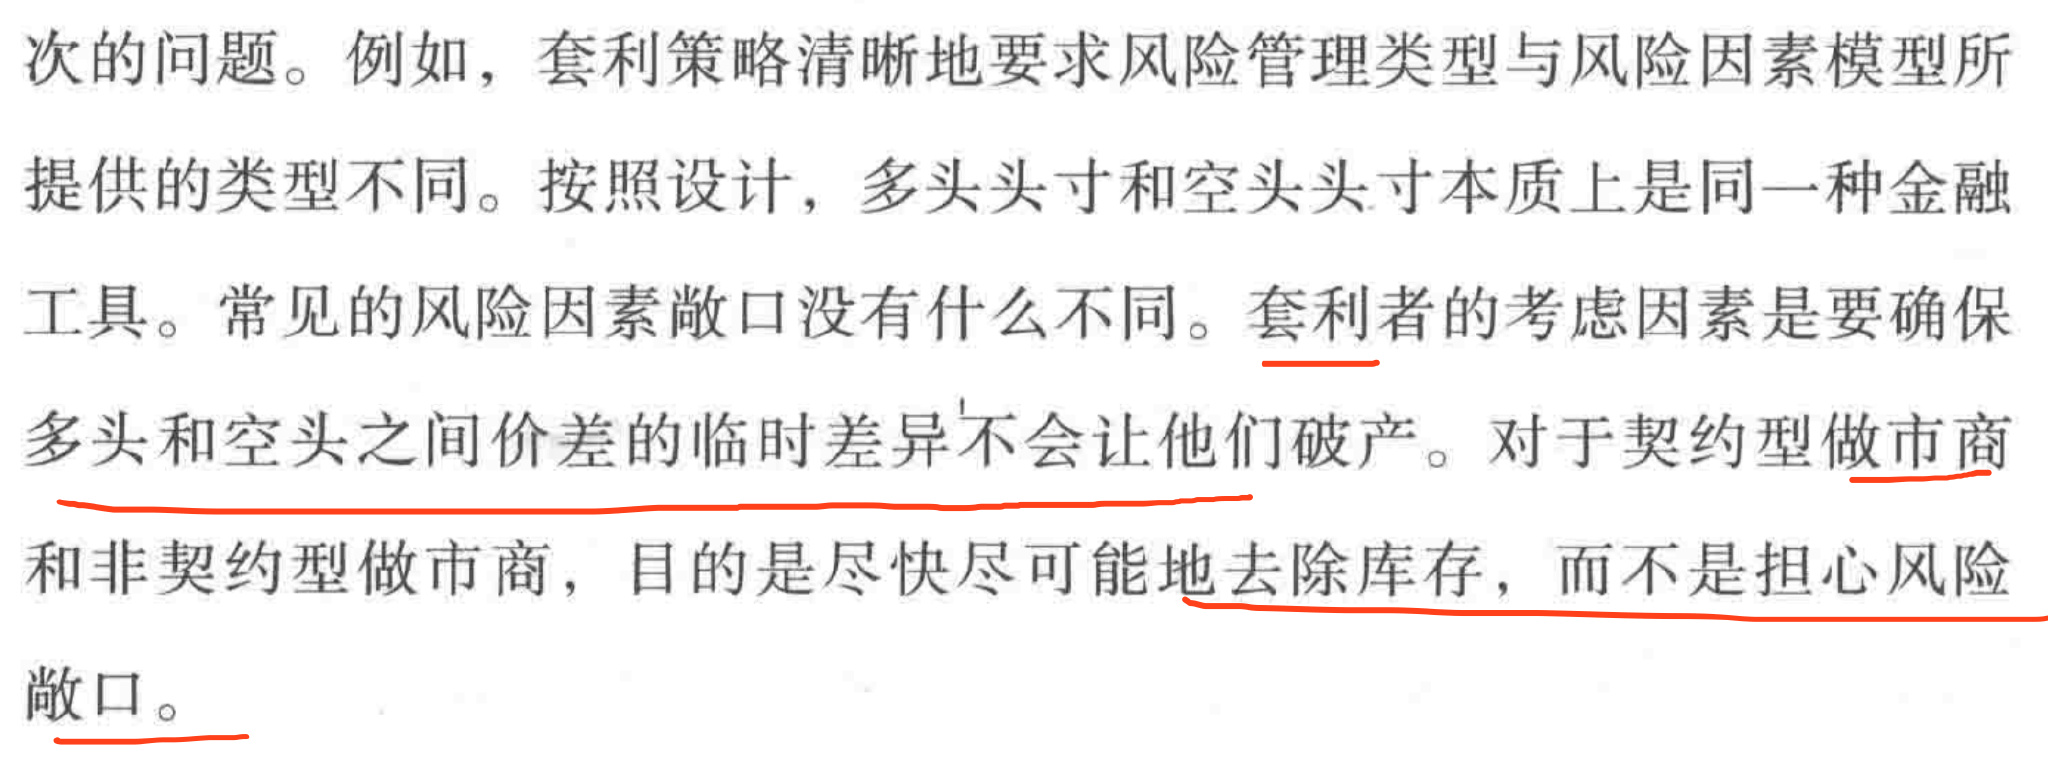 次的问题。例如，套利策略清晰地要求风险管理类型与风险因素模型所
提供的类型不同。按照设计，多头头寸和空头头寸本质上是同一种金融
工具。常见的风险因素敞口没有什么不同。套利者的考虑因素是要确保
多头和空头之间价差的临时差异不会让他们破产。对于契约型做市商
和非契约型做市商，目的是尽快尽可能地去除库存，而不是担心风险
敞口。